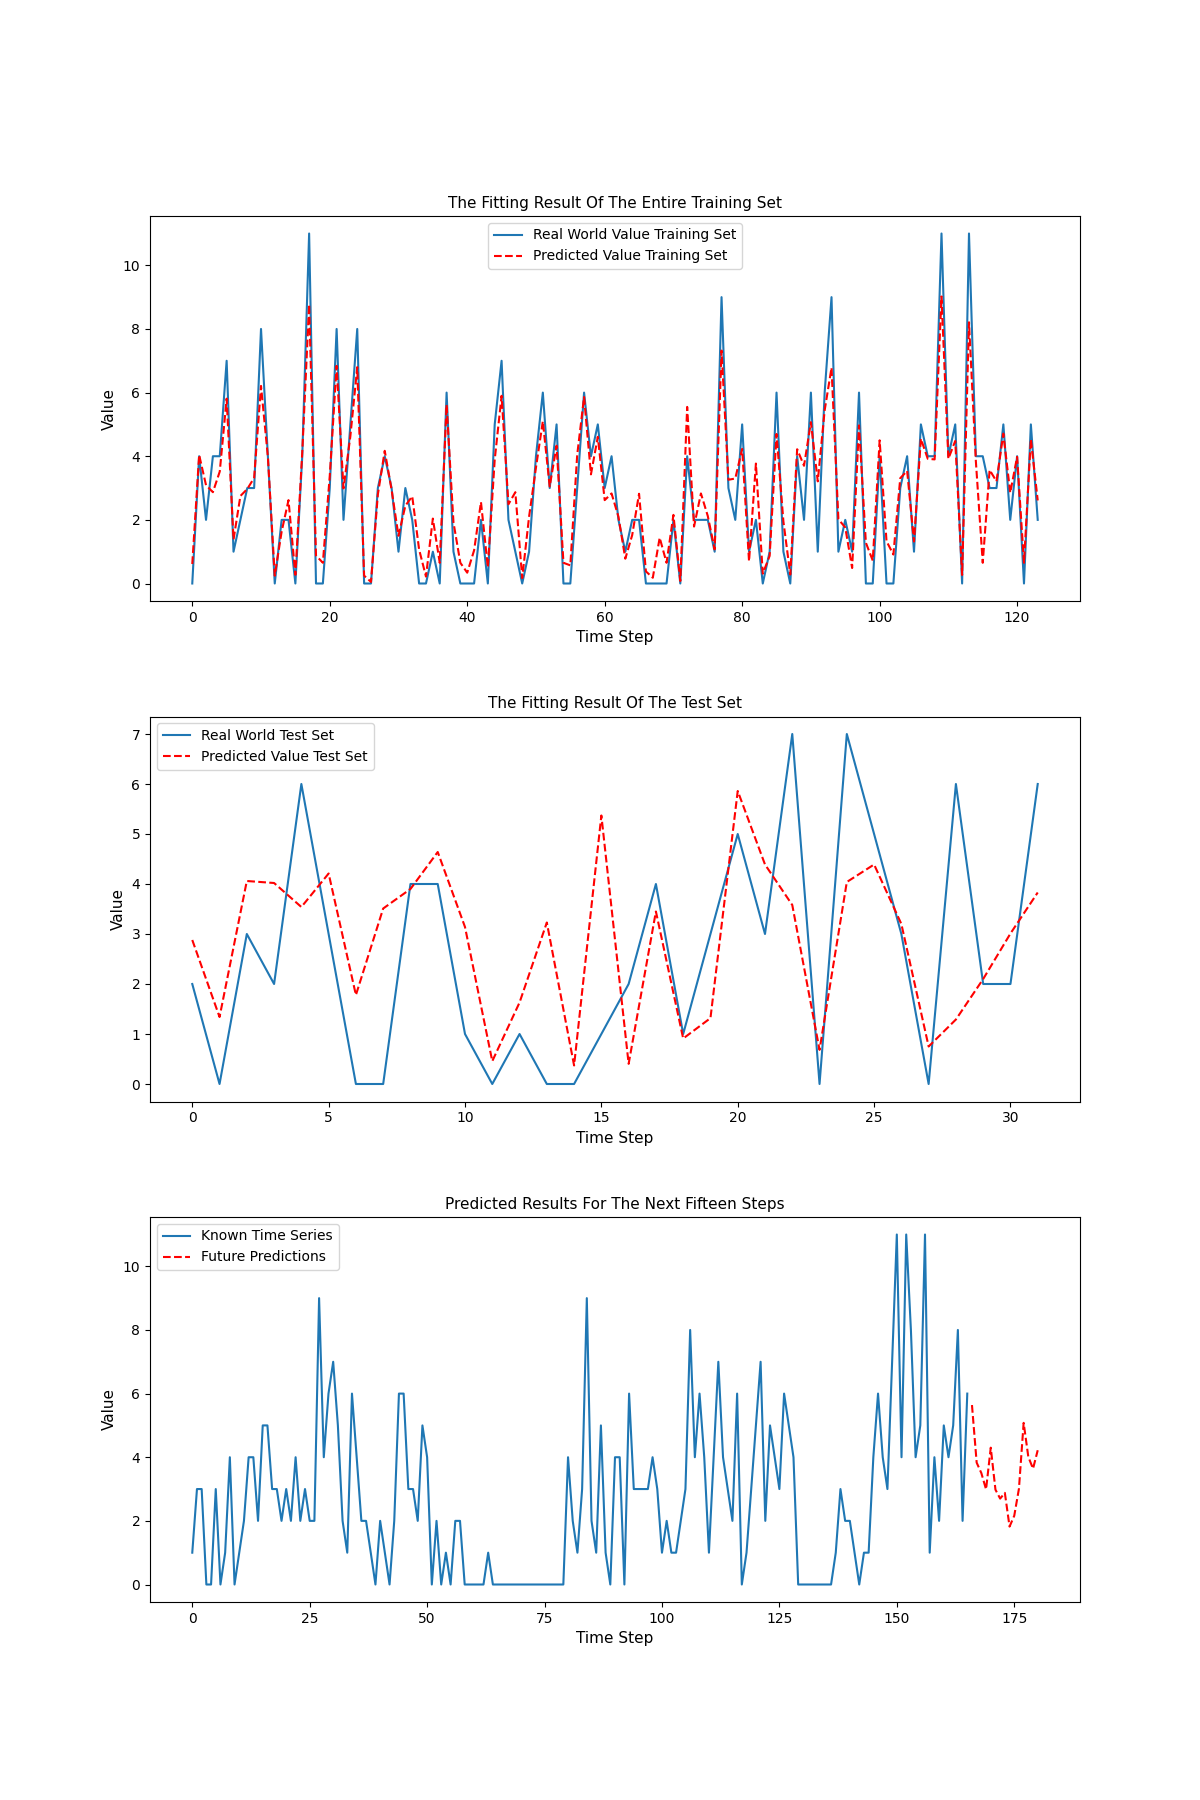 The Fitting Result Of The Entire Training Set
Real World Value Training Set
Predicted Value Training Set
Value
10
8
6
4
2
0
0 20 40 60 80 100 120
Time Step
The Fitting Result Of The Test Set
Real World Test Set
Predicted Value Test Set
Value
7
6
5
4
3
2
1
0
0 5 10 15 20 25 30
Time Step
Predicted Results For The Next Fifteen Steps
Known Time Series
Future Predictions
Value
10
8
6
4
2
0
0 25 50 75 100 125 150 175
Time Step